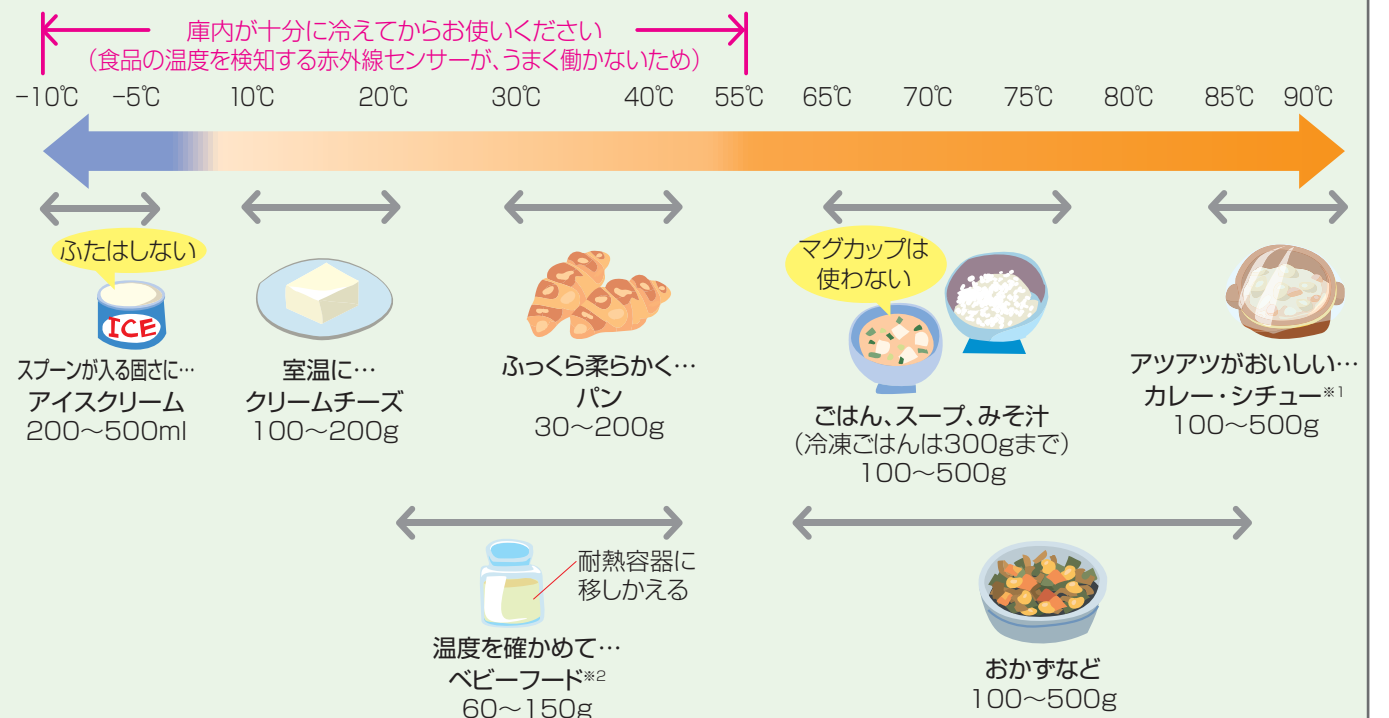 庫内が十分に冷えてからお使いください
（食品の温度を検知する赤外線センサーが、うまく働かないため）
−10℃ −5℃ 10℃ 20℃ 30℃ 40℃ 55℃ 65℃ 70℃ 75℃ 80℃ 85℃ 90℃
ふたはしない
ICE
スプーンが入る固さに…
アイスクリーム
200〜500ml
室温に…
クリームチーズ
100〜200g
ふっくら柔らかく…
パン
30〜200g
マグカップは
使わない
ごはん、スープ、みそ汁
（冷凍ごはんは300gまで）
100〜500g
アツアツがおいしい…
カレー・シチュー※1
100〜500g
耐熱容器に
移しかえる
温度を確かめて…
ベビーフード※2
60〜150g
おかずなど
100〜500g